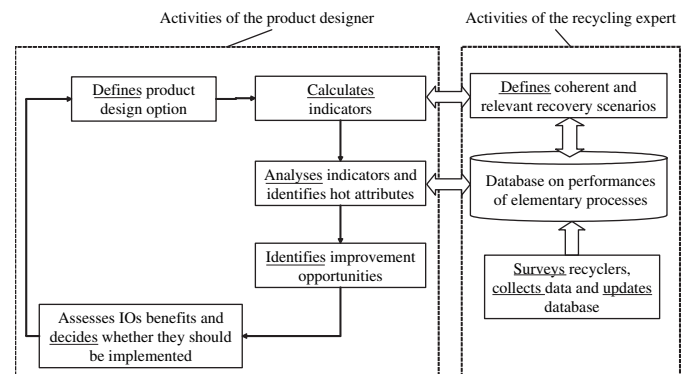 Activities of the product designer
Activities of the recycling expert
Defines product
design option
Calculates
indicators
Defines coherent and
relevant recovery scenarios
Analyses indicators and
identifies hot attributes
Database on performances
of elementary processes
Identifies improvement
opportunities
Surveys recyclers,
collects data and updates
database
Assesses IOs benefits and
decides whether they should
be implemented